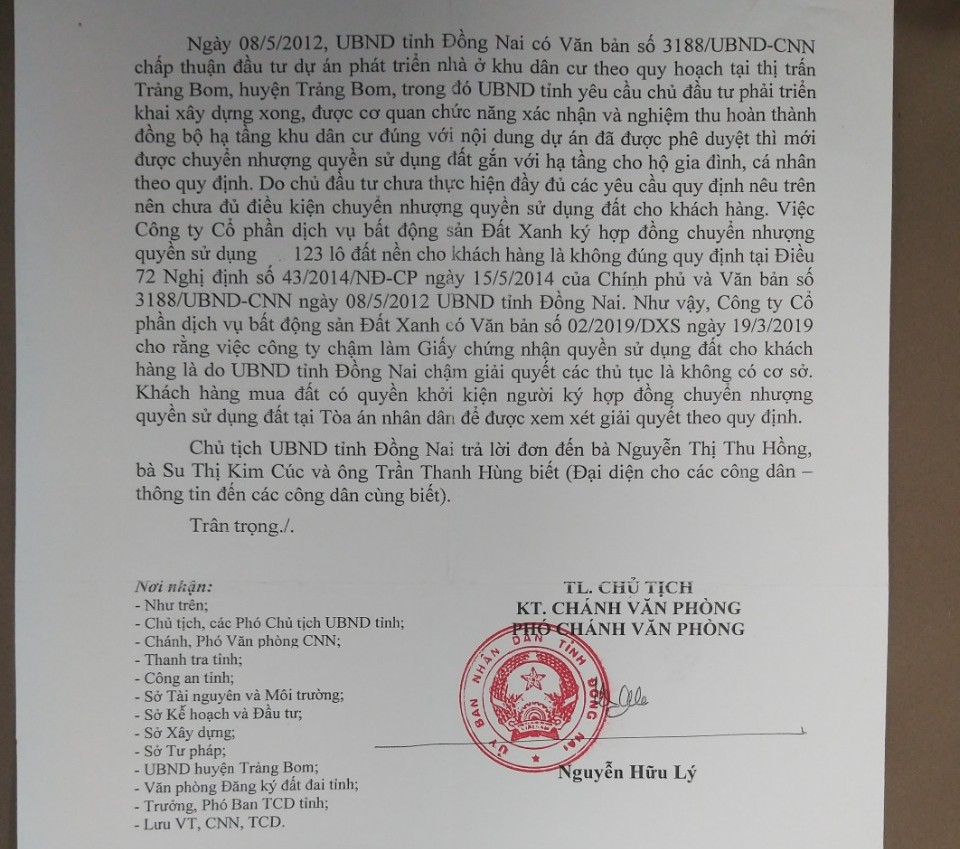 Ngày 08/5/2012, UBND tỉnh Đồng Nai có Văn bản số 3188/UBND-CNN
chấp thuận đầu tư dự án phát triển nhà ở khu dân cư theo quy hoạch tại thị trấn
Trảng Bom, huyện Trảng Bom, trong đó UBND tỉnh yêu cầu chủ đầu tư phải triển
khai xây dựng xong, được cơ quan chức năng xác nhận và nghiệm thu hoàn thành
đồng bộ hạ tầng khu dân cư đúng với nội dung dự án đã được phê duyệt thì mới
được chuyển nhượng quyền sử dụng đất gắn với hạ tầng cho hộ gia đình, cá nhân
theo quy định. Do chủ đầu tư chưa thực hiện đầy đủ các yêu cầu quy định nêu trên
nên chưa đủ điều kiện chuyển nhượng quyền sử dụng đất cho khách hàng. Việc
Công ty Cổ phần dịch vụ bất động sản Đất Xanh ký hợp đồng chuyển nhượng
quyền sử dụng 123 lô đất nền cho khách hàng là không đúng quy định tại Điều
72 Nghị định số 43/2014/NĐ-CP ngày 15/5/2014 của Chính phủ và Văn bản số
3188/UBND-CNN ngày 08/5/2012 UBND tỉnh Đồng Nai. Như vậy, Công ty Cổ
phần dịch vụ bất động sản Đất Xanh có Văn bản số 02/2019/DXS ngày 19/3/2019
cho rằng việc công ty chậm làm Giấy chứng nhận quyền sử dụng đất cho khách
hàng là do UBND tỉnh Đồng Nai chậm giải quyết các thủ tục là không có cơ sở.
Khách hàng mua đất có quyền khởi kiện người ký hợp đồng chuyển nhượng
quyền sử dụng đất tại Tòa án nhân dân để được xem xét giải quyết theo quy định.
Chủ tịch UBND tỉnh Đồng Nai trả lời đơn đến bà Nguyễn Thị Thu Hồng,
bà Su Thị Kim Cúc và ông Trần Thanh Hùng biết (Đại diện cho các công dân –
thông tin đến các công dân cùng biết).
Trân trọng./.
Nơi nhận:
- Như trên;
- Chủ tịch, các Phó Chủ tịch UBND tỉnh;
- Chánh, Phó Văn phòng CNN;
- Thanh tra tỉnh;
- Công an tỉnh;
- Sở Tài nguyên và Môi trường;
- Sở Kế hoạch và Đầu tư;
- Sở Xây dựng;
- Sở Tư pháp;
- UBND huyện Trảng Bom;
- Văn phòng Đăng ký đất đai tỉnh;
- Trưởng, Phó Ban TCD tỉnh;
- Lưu VT, CNN, TCD.
TL. CHỦ TỊCH
KT. CHÁNH VĂN PHÒNG
PHÓ CHÁNH VĂN PHÒNG
ỦY BAN NHÂN DÂN TỈNH ĐỒNG NAI
Nguyễn Hữu Lý